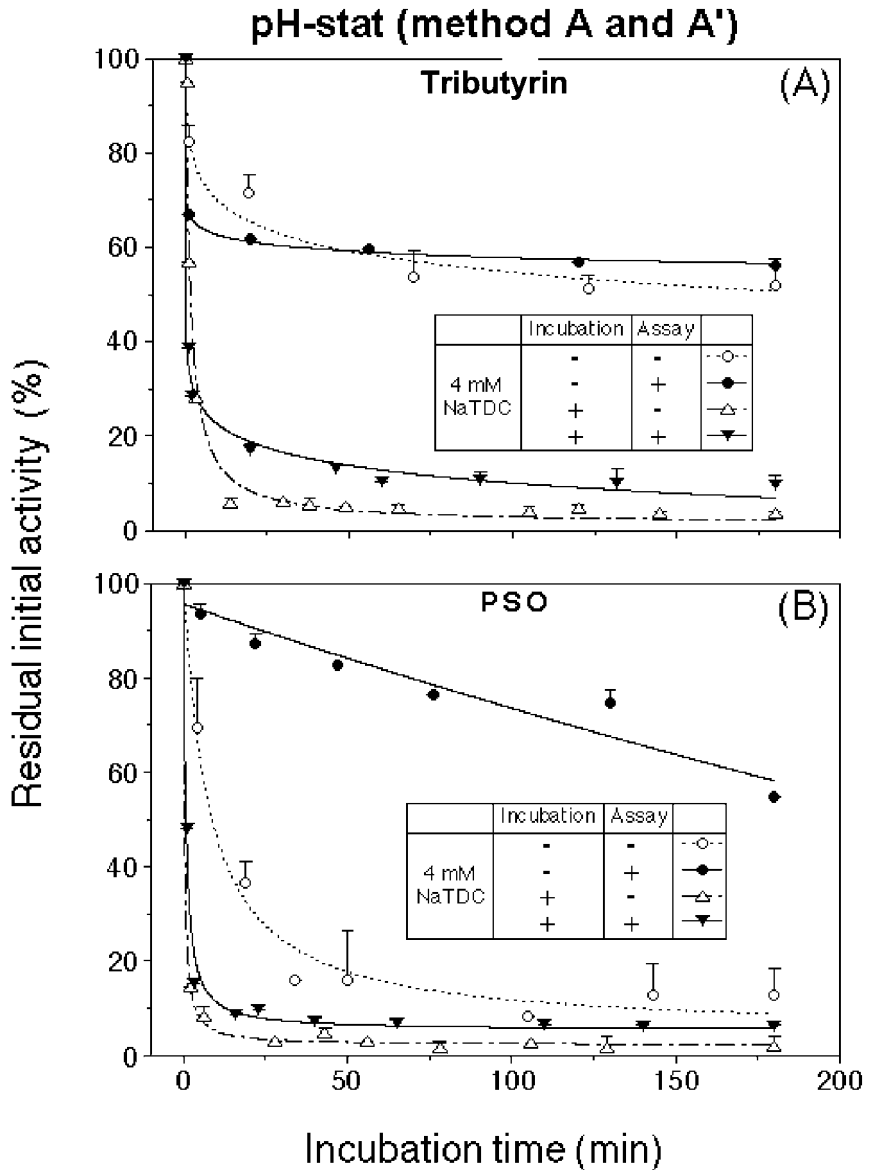 pH-stat (method A and A')
Tributyrin
(A)
100
80
60
40
20
0
Incubation Assay
- -
4 mM - +
NaTDC + -
+ +
PSO
(B)
100
80
60
40
20
0
Incubation Assay
- -
4 mM - +
NaTDC + -
+ +
0 50 100 150 200
Residual initial activity (%)
Incubation time (min)